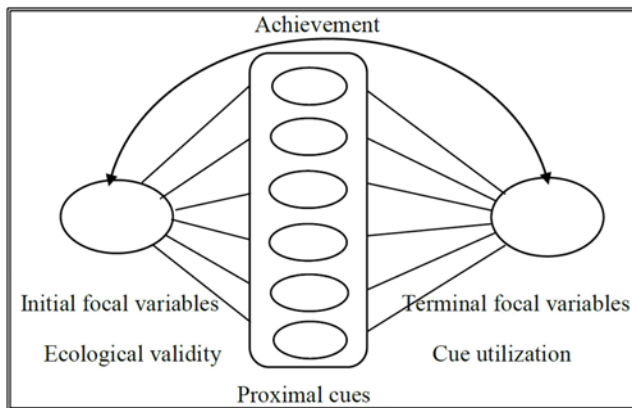 Achievement
Initial focal variables
Terminal focal variables
Ecological validity
Cue utilization
Proximal cues